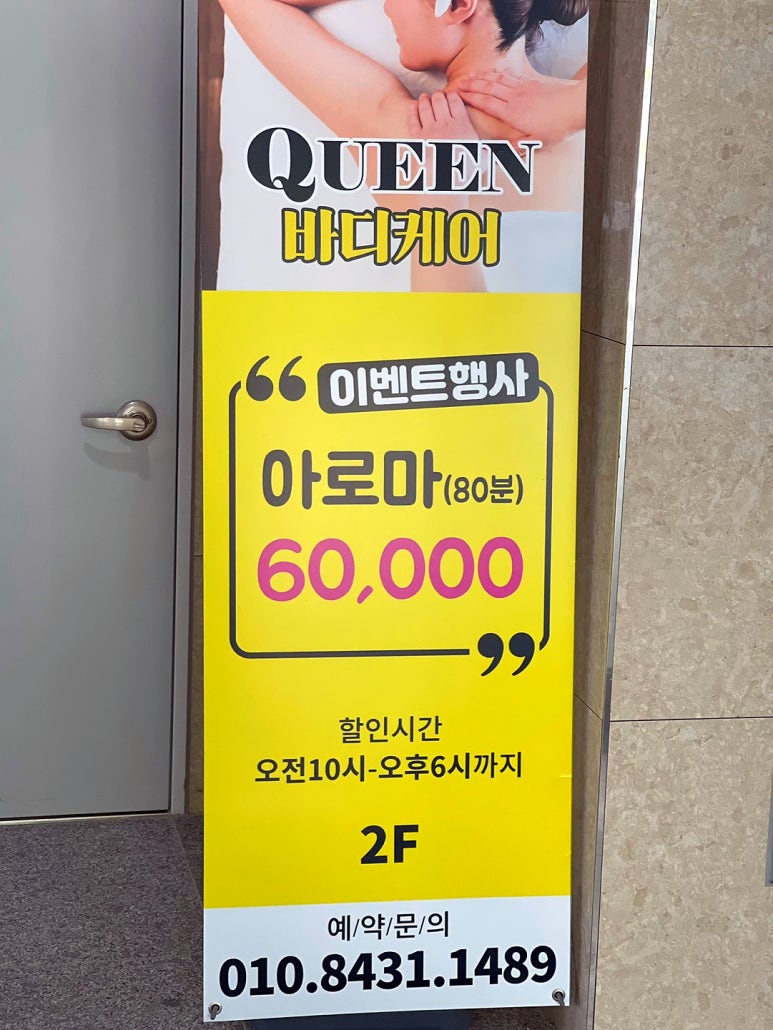 QUEEN
바디케어
“ 이벤트행사
아로마(80분)
60,000 ”
할인시간
오전10시-오후6시까지
2F
예/약/문/의
010.8431.1489